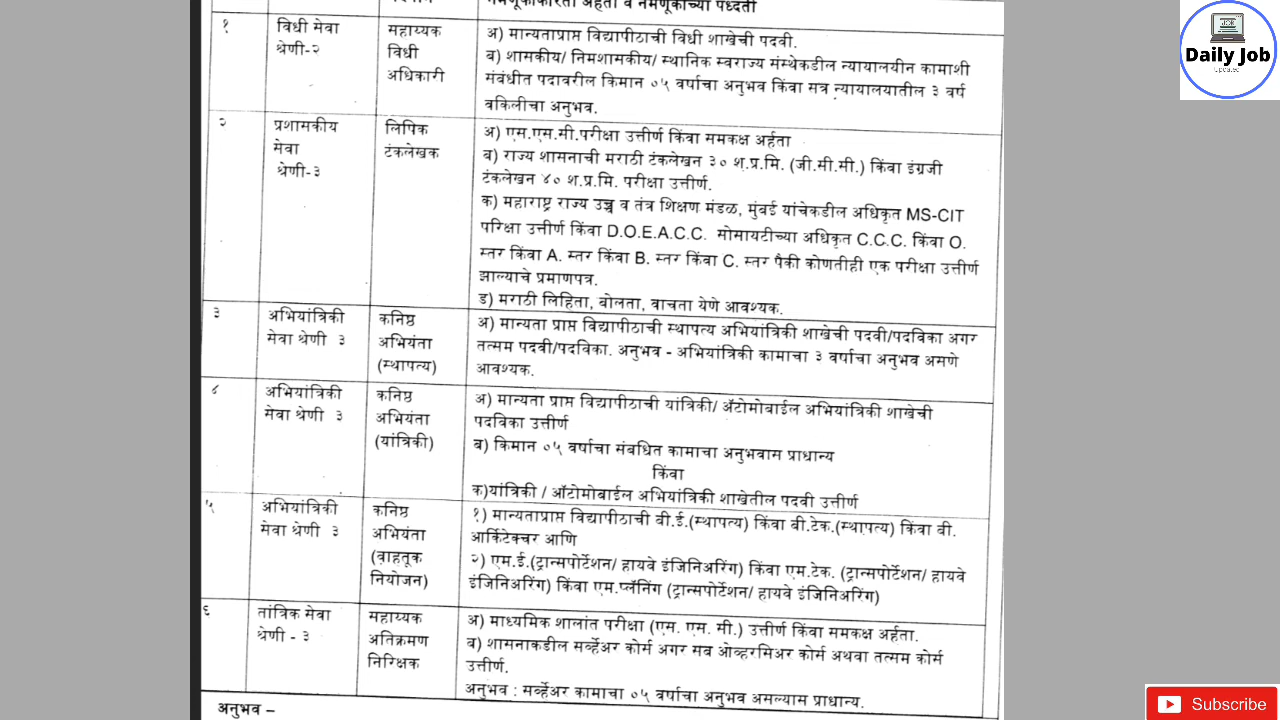 नेमणूकीकरिता अर्हता व नेमणूकीच्या पध्दती
१ विधी सेवा श्रेणी-२ सहाय्यक विधी अधिकारी
अ) मान्यताप्राप्त विद्यापीठाची विधी शाखेची पदवी.
ब) शासकीय/ निमशासकीय/ स्थानिक स्वराज्य संस्थेकडील न्यायालयीन कामाशी
संबंधीत पदावरील किमान ०५ वर्षाचा अनुभव किंवा सत्र न्यायालयातील ३ वर्ष
वकिलीचा अनुभव.
२ प्रशासकीय सेवा श्रेणी-३ लिपिक टंकलेखक
अ) एस.एस.सी.परीक्षा उत्तीर्ण किंवा समकक्ष अर्हता
ब) राज्य शासनाची मराठी टंकलेखन ३० श.प्र.मि. (जी.सी.सी.) किंवा इंग्रजी
टंकलेखन ४० श.प्र.मि. परीक्षा उत्तीर्ण.
क) महाराष्ट्र राज्य उच्च व तंत्र शिक्षण मंडळ, मुंबई यांचेकडील अधिकृत MS-CIT
परिक्षा उत्तीर्ण किंवा D.O.E.A.C.C. सोसायटीच्या अधिकृत C.C.C. किंवा O.
स्तर किंवा A. स्तर किंवा B. स्तर किंवा C. स्तर पैकी कोणतीही एक परीक्षा उत्तीर्ण
झाल्याचे प्रमाणपत्र.
ड) मराठी लिहिता, बोलता, वाचता येणे आवश्यक.
३ अभियांत्रिकी सेवा श्रेणी ३ कनिष्ठ अभियंता (स्थापत्य)
अ) मान्यता प्राप्त विद्यापीठाची स्थापत्य अभियांत्रिकी शाखेची पदवी/पदविका अगर
तत्सम पदवी/पदविका. अनुभव - अभियांत्रिकी कामाचा ३ वर्षाचा अनुभव असणे
आवश्यक.
४ अभियांत्रिकी सेवा श्रेणी ३ कनिष्ठ अभियंता (यांत्रिकी)
अ) मान्यता प्राप्त विद्यापीठाची यांत्रिकी/ ॲटोमोबाईल अभियांत्रिकी शाखेची
पदविका उत्तीर्ण
ब) किमान ०५ वर्षाचा संबधित कामाचा अनुभवास प्राधान्य
किंवा
क)यांत्रिकी / ऑटोमोबाईल अभियांत्रिकी शाखेतील पदवी उत्तीर्ण
५ अभियांत्रिकी सेवा श्रेणी ३ कनिष्ठ अभियंता (वाहतूक नियोजन)
१) मान्यताप्राप्त विद्यापीठाची बी.ई.(स्थापत्य) किंवा बी.टेक.(स्थापत्य) किंवा बी.
आर्किटेक्चर आणि
२) एम.ई.(ट्रान्सपोर्टेशन/ हायवे इंजिनिअरिंग) किंवा एम.टेक. (ट्रान्सपोर्टेशन/ हायवे
इंजिनिअरिंग) किंवा एम.प्लॅनिंग (ट्रान्सपोर्टेशन/ हायवे इंजिनिअरिंग)
६ तांत्रिक सेवा श्रेणी - ३ सहाय्यक अतिक्रमण निरिक्षक
अ) माध्यमिक शालांत परीक्षा (एस. एस. सी.) उत्तीर्ण किंवा समकक्ष अर्हता.
ब) शासनाकडील सर्व्हेअर कोर्स अगर सब ओव्हरसिअर कोर्स अथवा तत्सम कोर्स
उत्तीर्ण.
अनुभव : सर्व्हेअर कामाचा ०५ वर्षाचा अनुभव असल्यास प्राधान्य.
अनुभव –
JOB
Daily Job
Updated
Subscribe